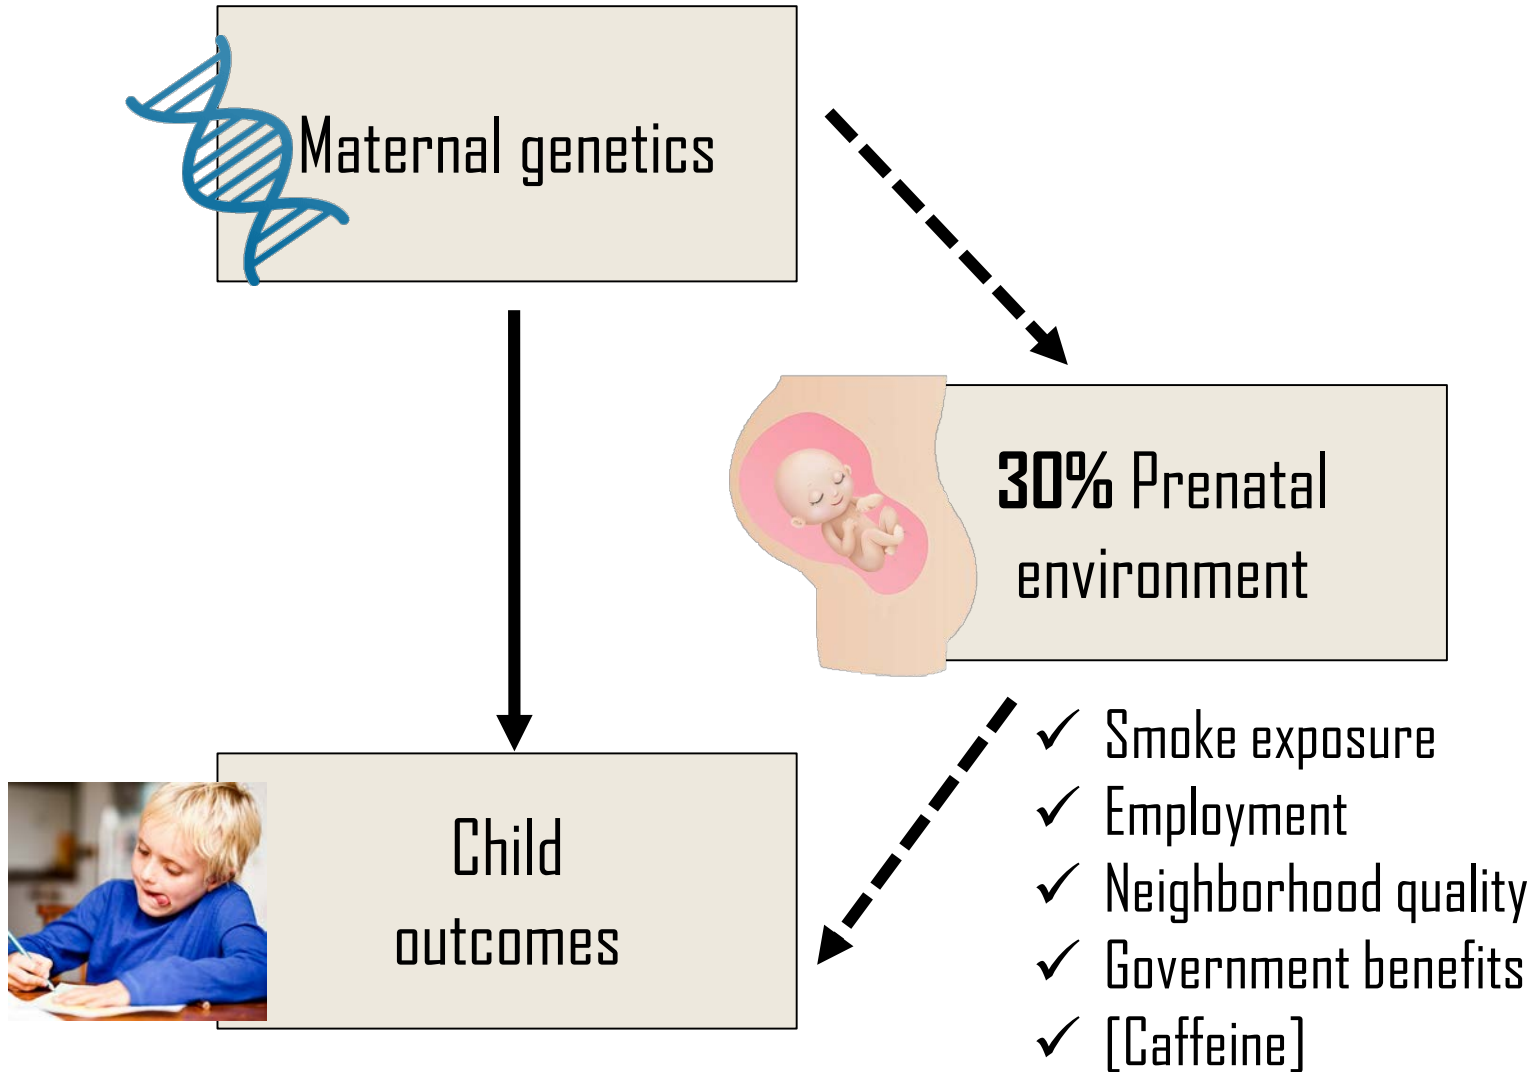 Maternal genetics
30% Prenatal
environment
Child
outcomes
✓ Smoke exposure
✓ Employment
✓ Neighborhood quality
✓ Government benefits
✓ [Caffeine]